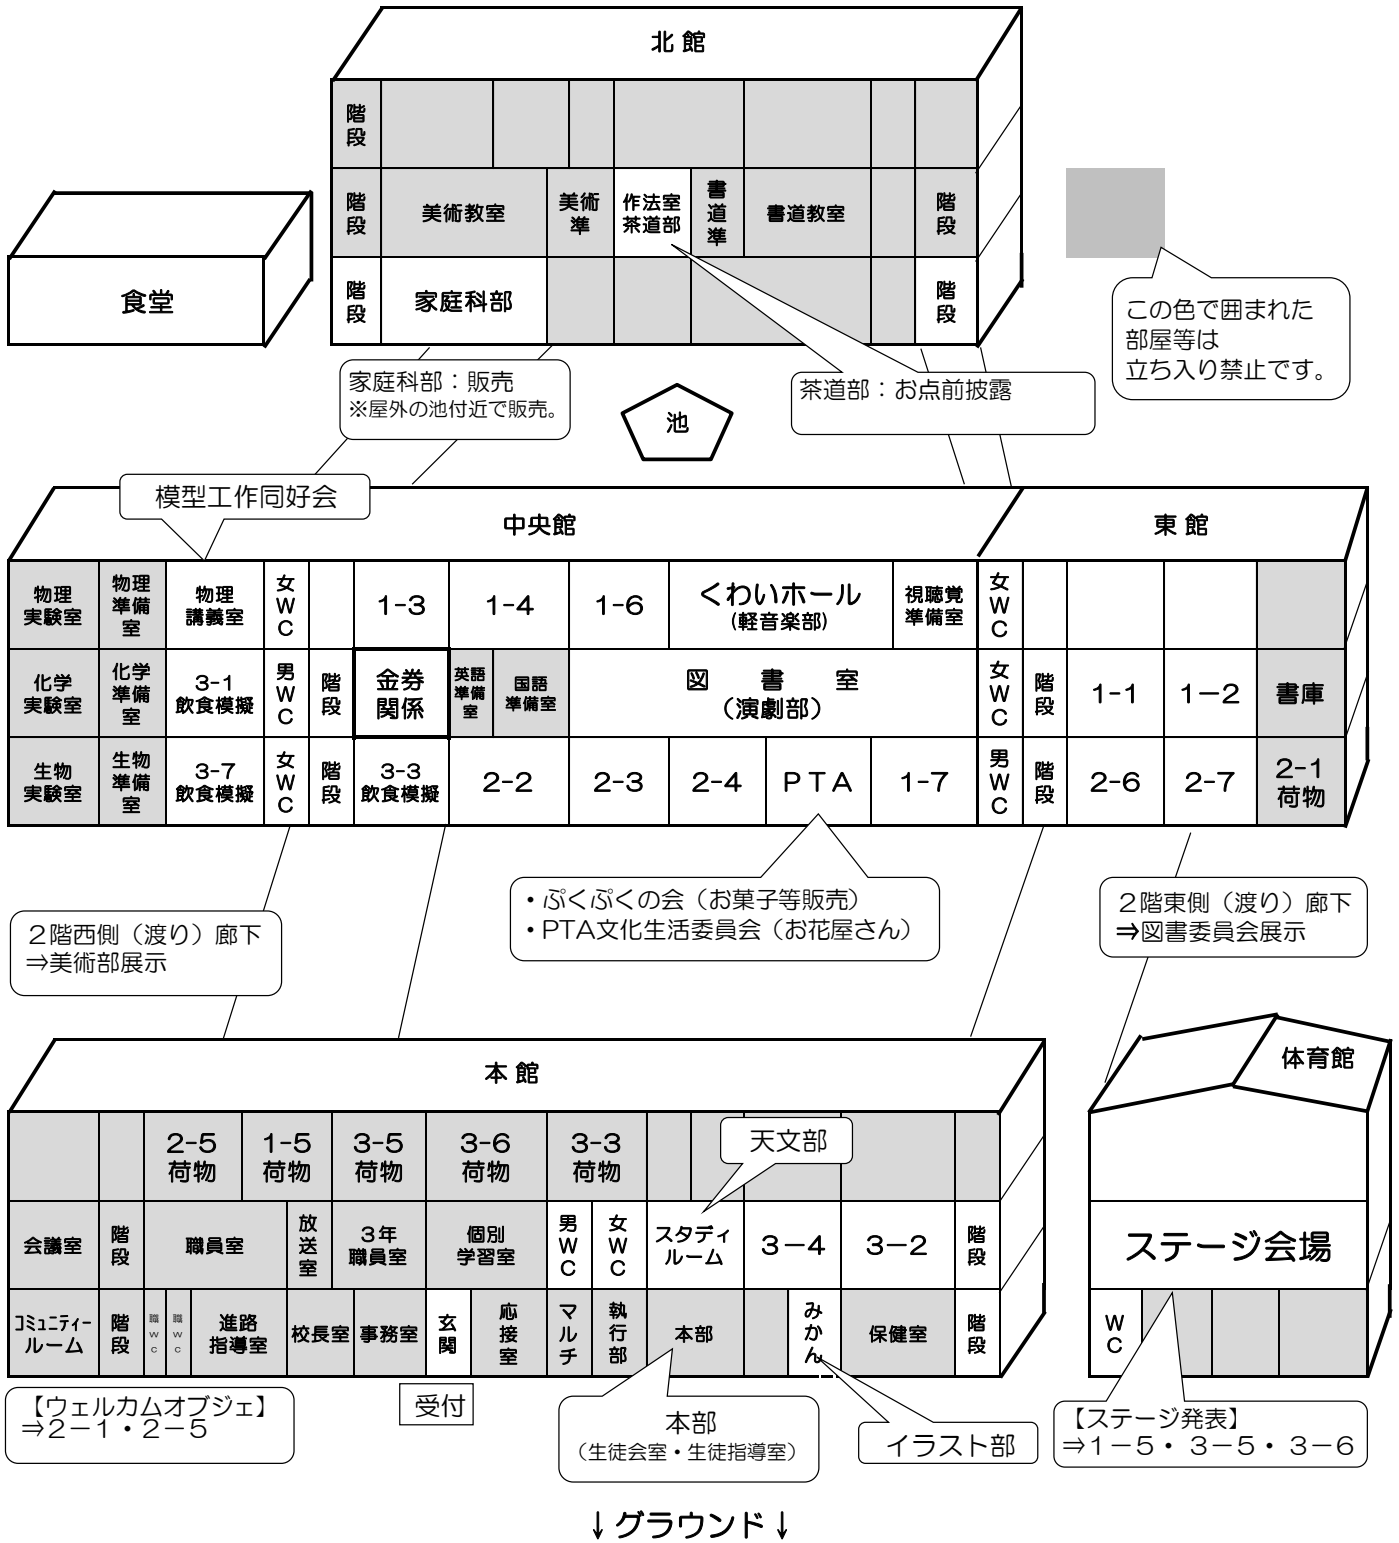 北 館
階段
階段
美術教室
美術準
作法室
茶道部
書道準
書道教室
階段
階段
家庭科部
階段
食堂
この色で囲まれた
部屋等は
立ち入り禁止です。
家庭科部：販売
※屋外の池付近で販売。
池
茶道部：お点前披露
模型工作同好会
中央館
東 館
物理
実験室
物理
準備
室
物理
講義室
女WC
1-3
1-4
1-6
くわいホール
(軽音楽部)
視聴覚
準備室
女WC
化学
実験室
化学
準備
室
3-1
飲食模擬
男WC
階段
金券
関係
英語
準備
室
国語
準備室
図 書 室
（演劇部）
女WC
階段
1-1
1－2
書庫
生物
実験室
生物
準備
室
3-7
飲食模擬
女WC
階段
3-3
飲食模擬
2-2
2-3
2-4
ＰＴＡ
1-7
男WC
階段
2-6
2-7
2-1
荷物
２階西側（渡り）廊下
⇒美術部展示
・ぷくぷくの会（お菓子等販売）
・PTA文化生活委員会（お花屋さん）
２階東側（渡り）廊下
⇒図書委員会展示
本 館
体育館
2-5
荷物
1-5
荷物
3-5
荷物
3-6
荷物
3-3
荷物
天文部
会議室
階段
職員室
放送室
３年
職員室
個別
学習室
男WC
女WC
スタディ
ルーム
3－4
3－2
階段
ステージ会場
コミュニティー
ルーム
階段
職WC
職WC
進路
指導室
校長室
事務室
玄関
応接室
マルチ
執行部
本部
みかん
保健室
階段
WC
【ウェルカムオブジェ】
⇒２－１・２－５
受付
本部
（生徒会室・生徒指導室）
イラスト部
【ステージ発表】
⇒１－５・３－５・３－６
↓グラウンド↓